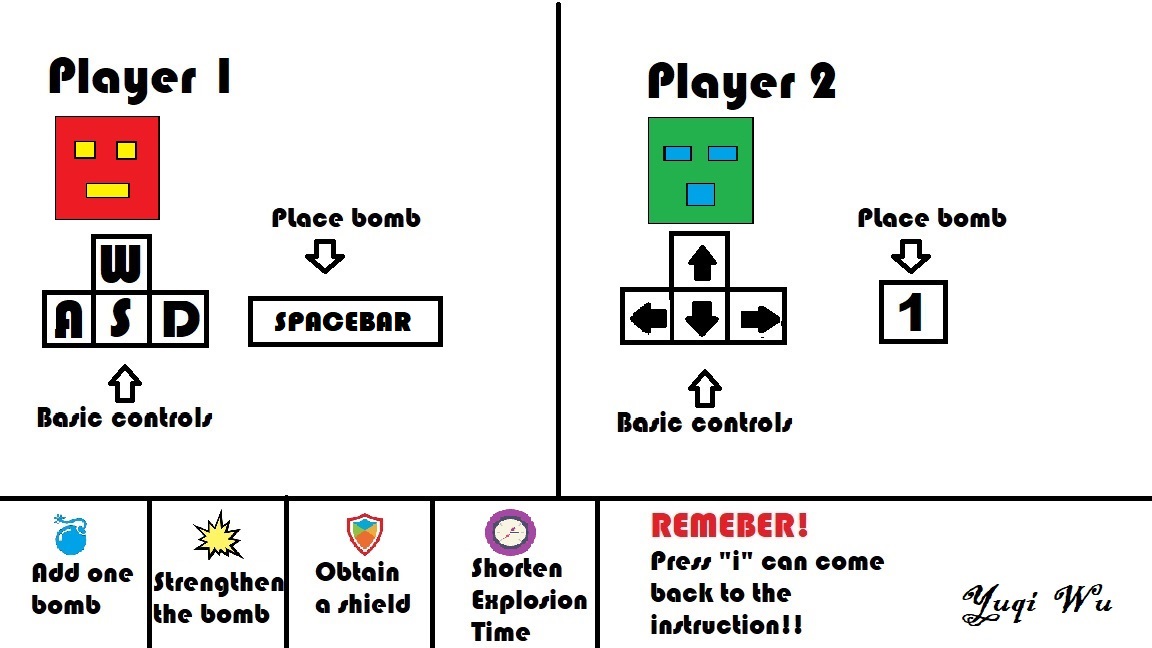 Player 1
Place bomb
W
A S D
SPACEBAR
Basic controls
Player 2
Place bomb
1
Basic controls
Add one
bomb
Strengthen
the bomb
Obtain
a shield
Shorten
Explosion
Time
REMEBER!
Press "i" can come
back to the
instruction!!
Yuqi Wu